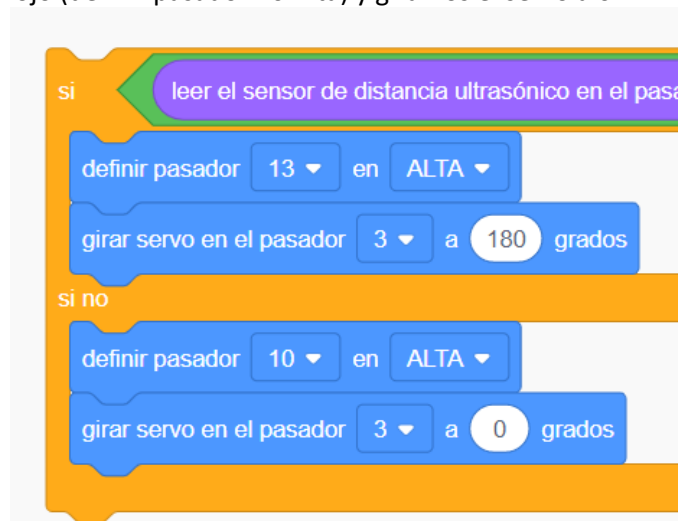 si leer el sensor de distancia ultrasónico en el
definir pasador 13 en ALTA
girar servo en el pasador 3 a 180 grados
si no
definir pasador 10 en ALTA
girar servo en el pasador 3 a 0 grados